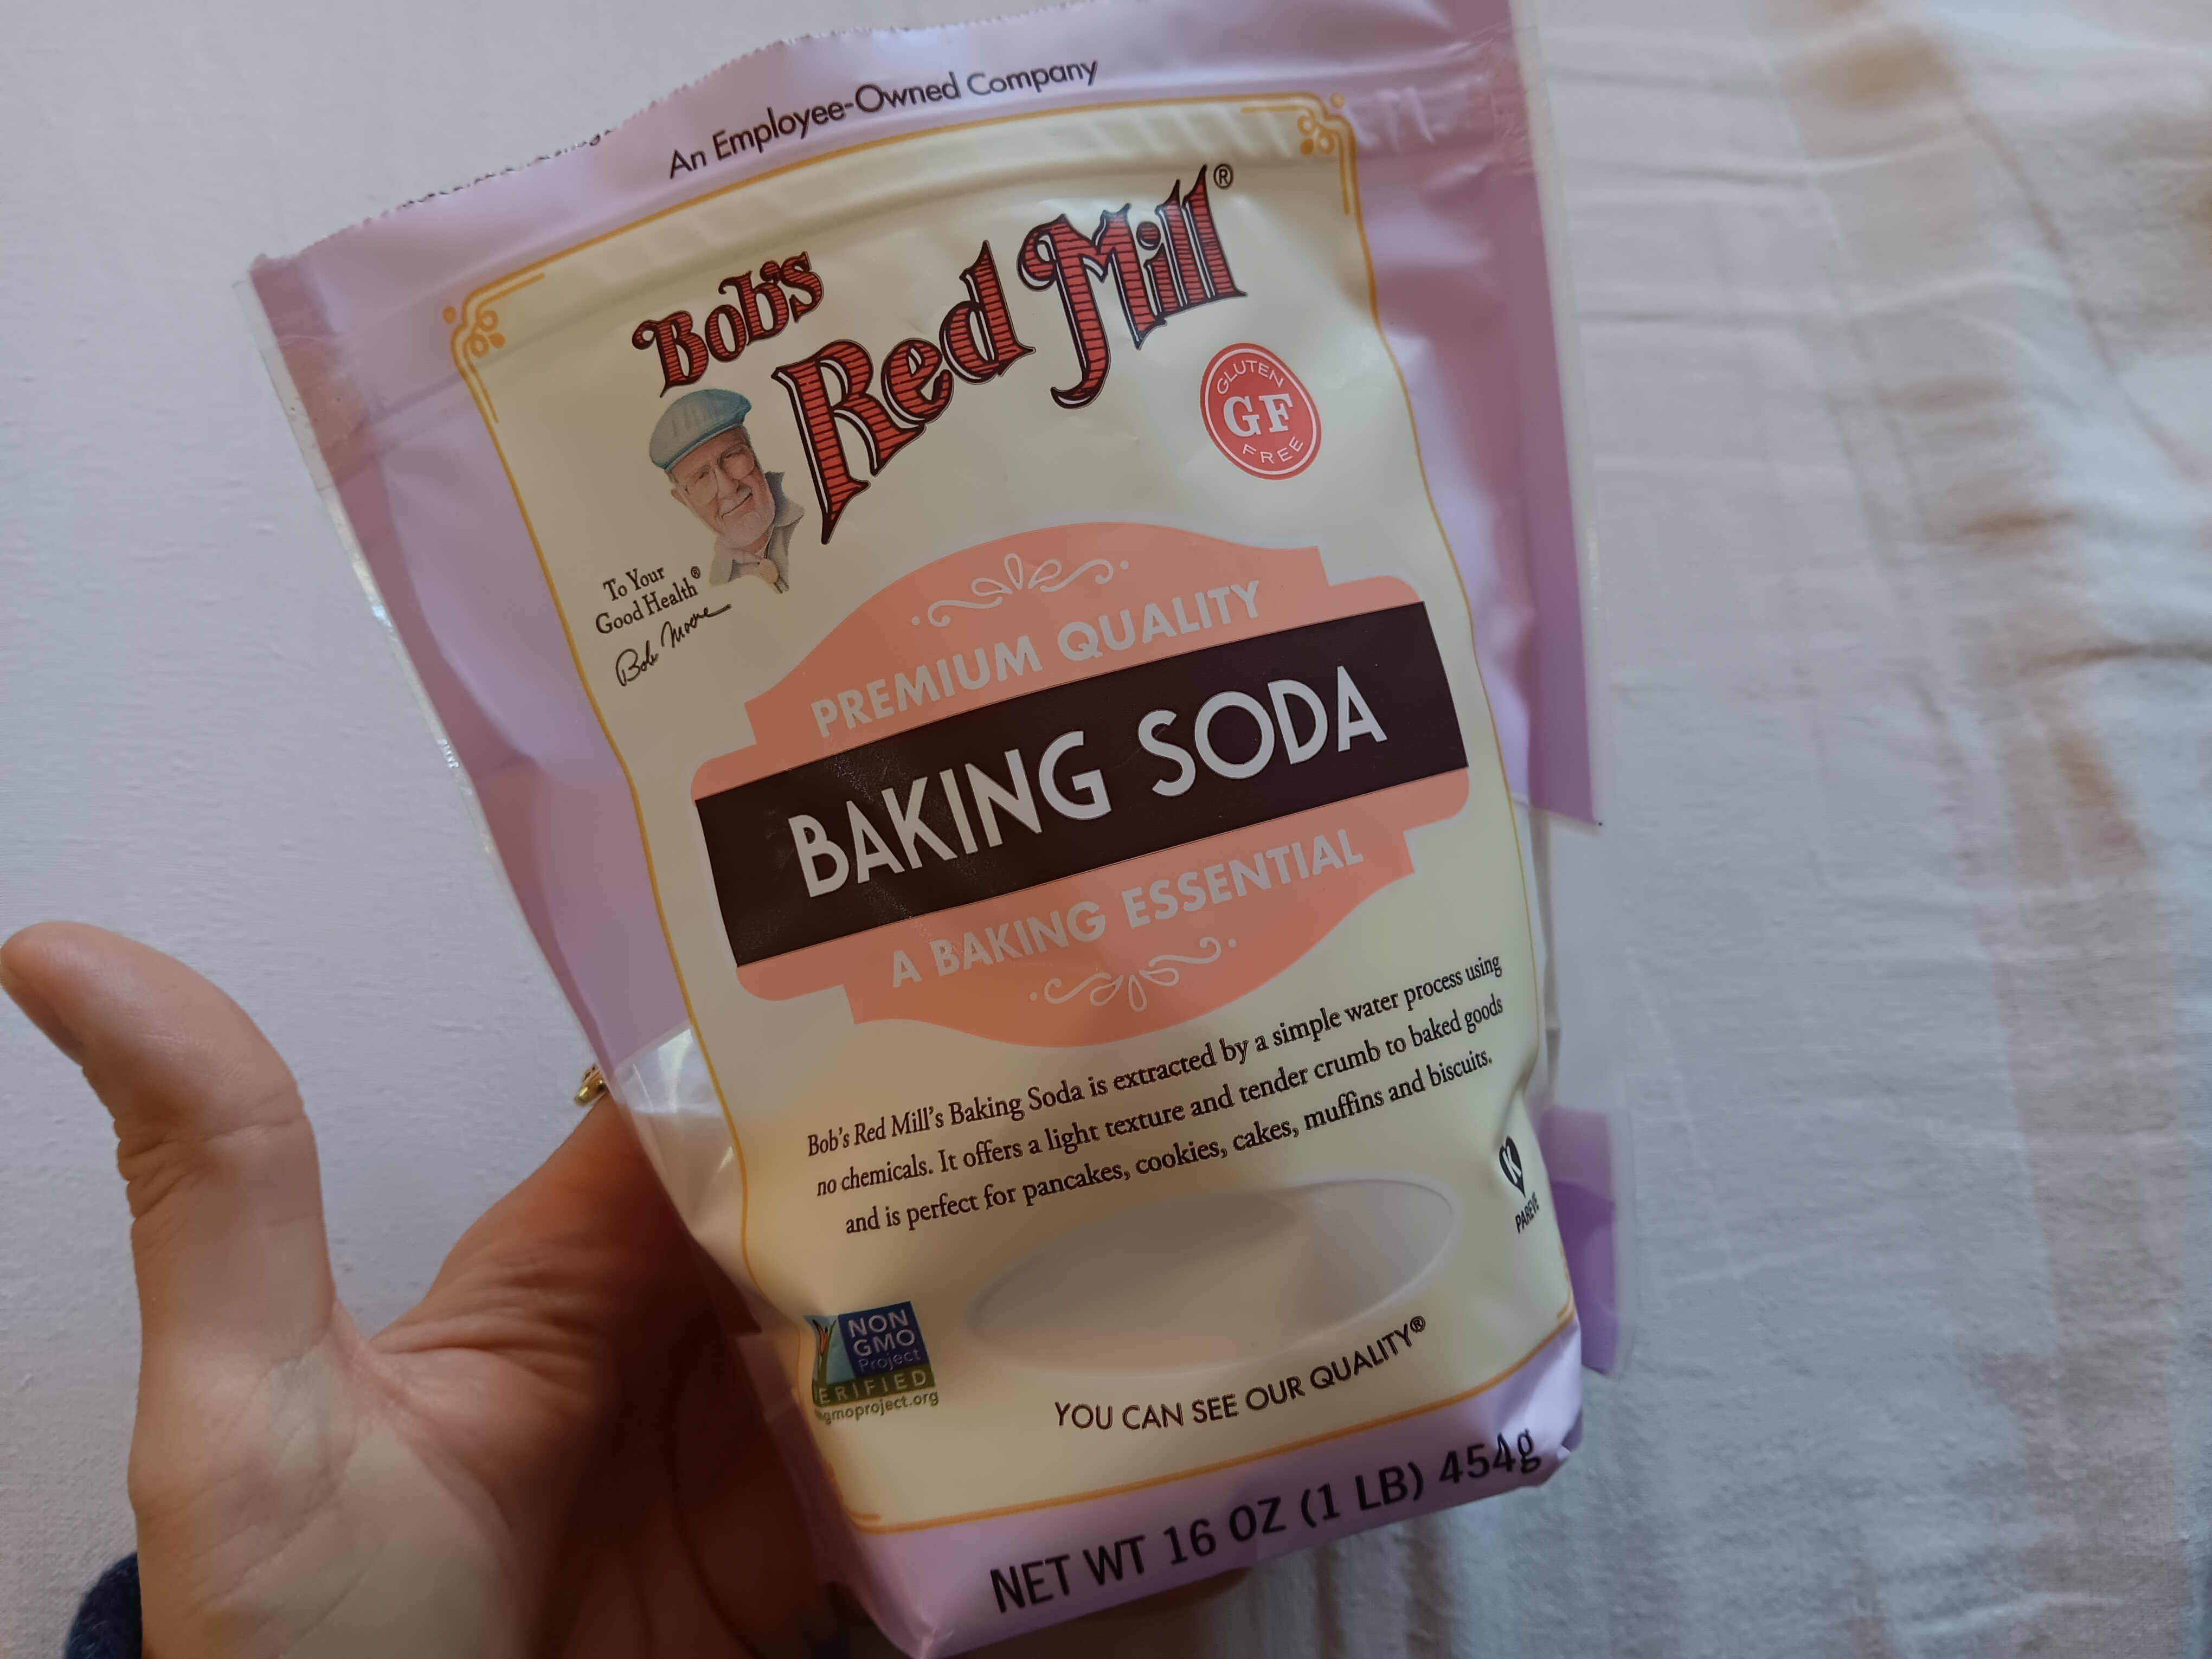 An Employee-Owned Company
Bob's
Red Mill®
GLUTEN
GF
FREE
To Your
Good Health®
Bob Moore
PREMIUM QUALITY
BAKING SODA
A BAKING ESSENTIAL
Bob's Red Mill's Baking Soda is extracted by a simple water process using
no chemicals. It offers a light texture and tender crumb to baked goods
and is perfect for pancakes, cookies, cakes, muffins and biscuits.
K
PAREVE
NON
GMO
Project
ERIFIED
ngmoproject.org
YOU CAN SEE OUR QUALITY®
NET WT 16 OZ (1 LB) 454g